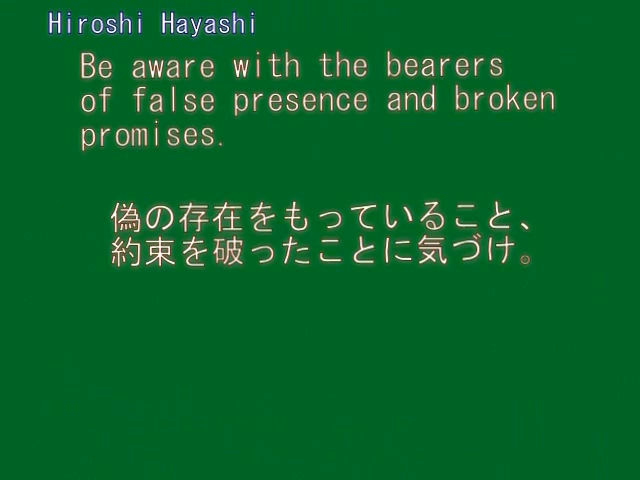 Hiroshi Hayashi
Be aware with the bearers
of false presence and broken
promises.
偽の存在をもっていること、
約束を破ったことに気づけ。